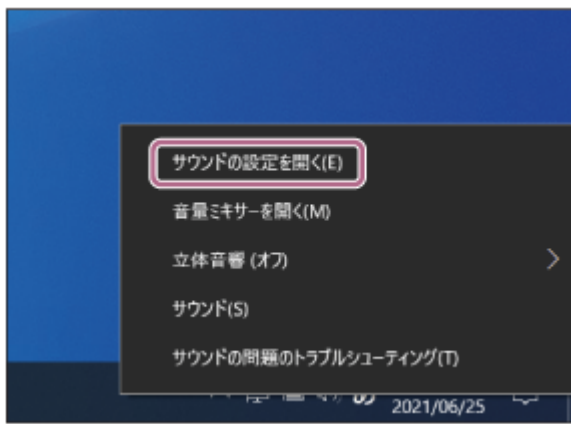 サウンドの設定を開く(E)
音量ミキサーを開く(M)
立体音響 (オフ)
サウンド(S)
サウンドの問題のトラブルシューティング(T)
あ
2021/06/25